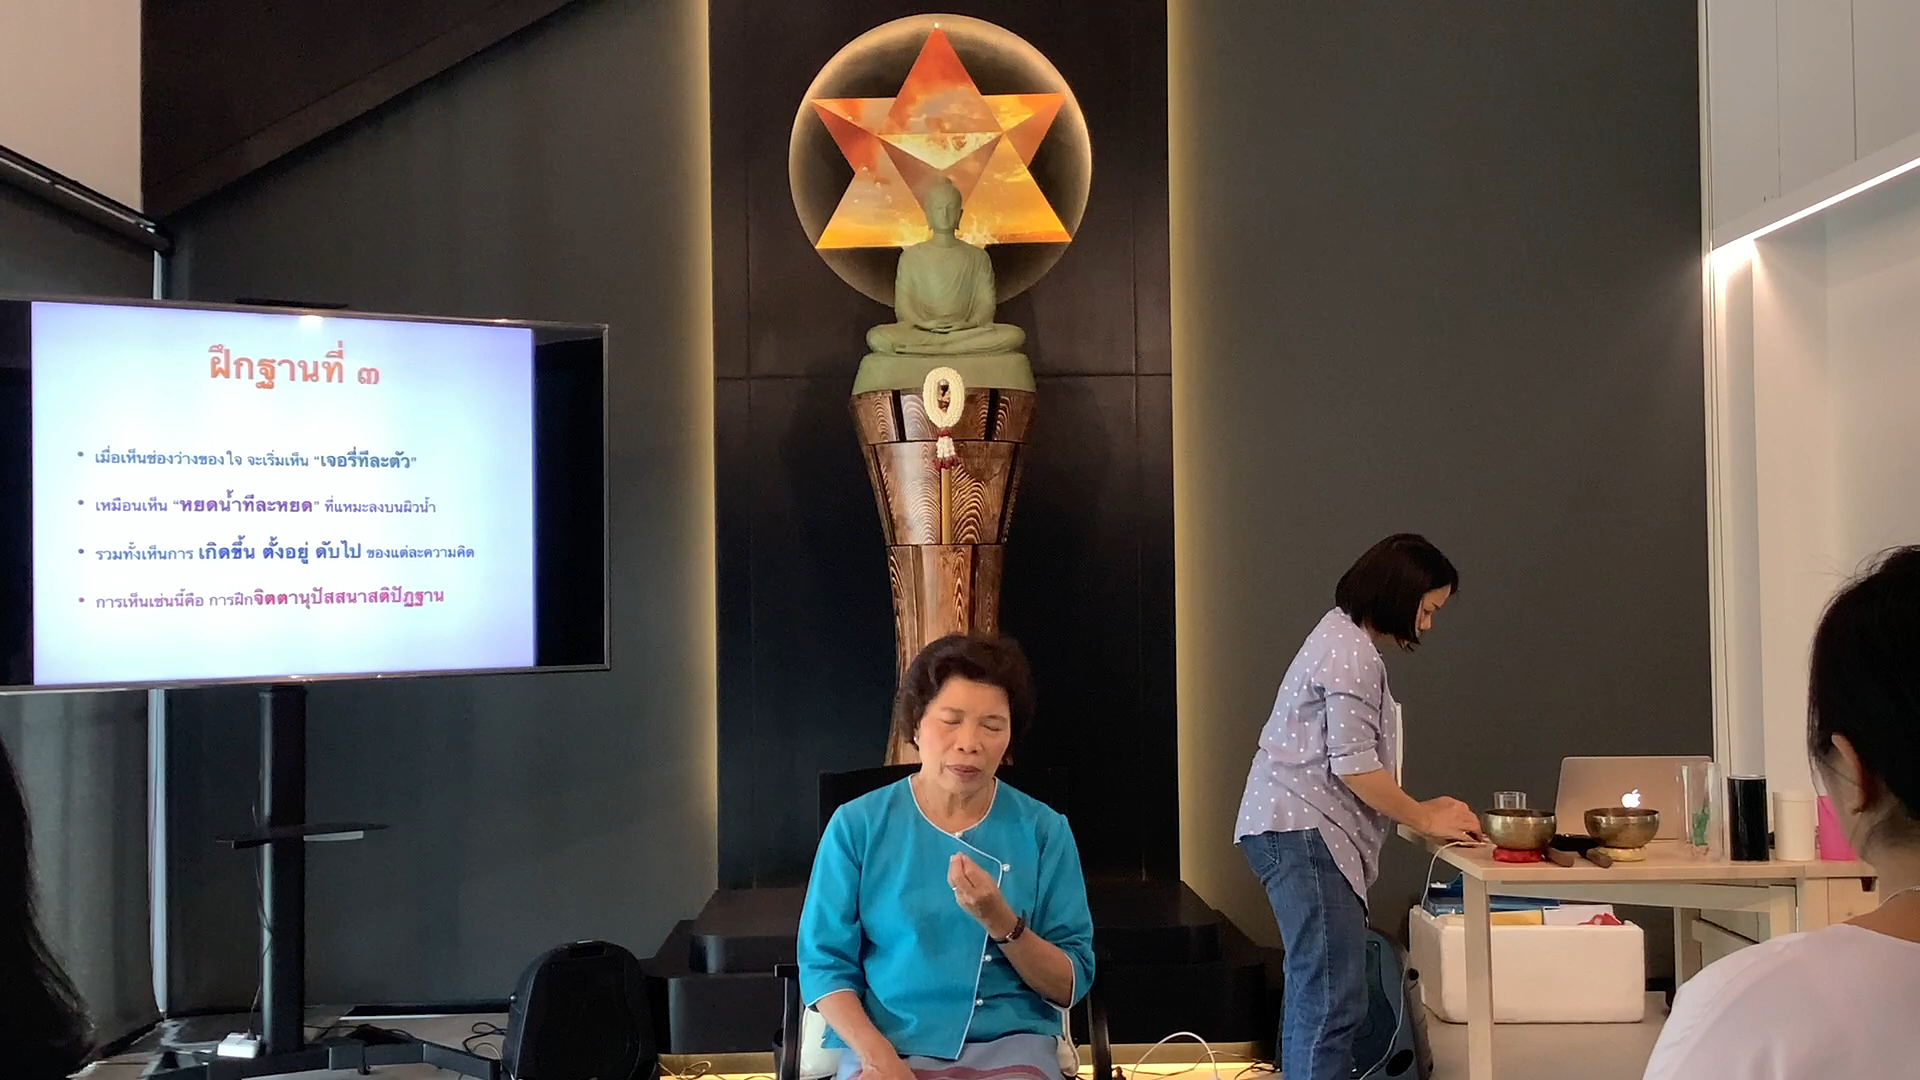 ฝึกฐานที่ ๓
• เมื่อเห็นช่องว่างของใจ จะเริ่มเห็น “เจอรี่ทีละตัว”
• เหมือนเห็น “หยดน้ำทีละหยด” ที่แหมะลงบนผิวน้ำ
• รวมทั้งเห็นการ เกิดขึ้น ตั้งอยู่ ดับไป ของแต่ละความคิด
• การเห็นเช่นนี้คือ การฝึกจิตตานุปัสสนาสติปัฏฐาน